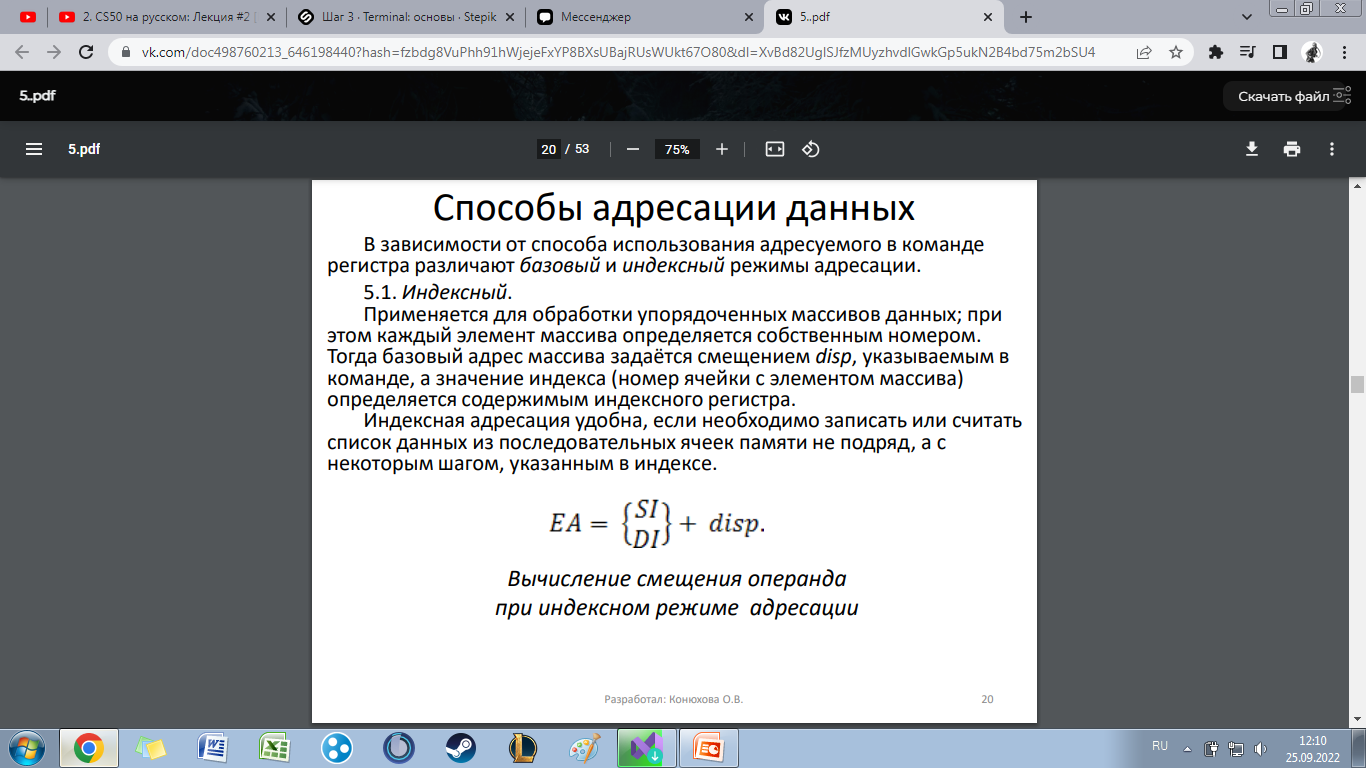 2. CS50 на русском: Лекция #2
Шаг 3 · Terminal: основы · Stepik
Мессенджер
5..pdf
vk.com/doc498760213_646198440?hash=fzbdg8VuPhh91hWjejeFxYP8BXsUBajRUsWUkt67O80&dl=XvBd82UglSJfzMUyzhvdlGwkGp5ukN2B4bd75m2bSU4
5..pdf
Скачать файл
5.pdf
20 / 53
75%
Способы адресации данных
В зависимости от способа использования адресуемого в команде
регистра различают базовый и индексный режимы адресации.
5.1. Индексный.
Применяется для обработки упорядоченных массивов данных; при
этом каждый элемент массива определяется собственным номером.
Тогда базовый адрес массива задаётся смещением disp, указываемым в
команде, а значение индекса (номер ячейки с элементом массива)
определяется содержимым индексного регистра.
Индексная адресация удобна, если необходимо записать или считать
список данных из последовательных ячеек памяти не подряд, а с
некоторым шагом, указанным в индексе.
EA = {SI DI} + disp.
Вычисление смещения операнда
при индексном режиме адресации
Разработал: Конюхова О.В.
20
RU
12:10
25.09.2022